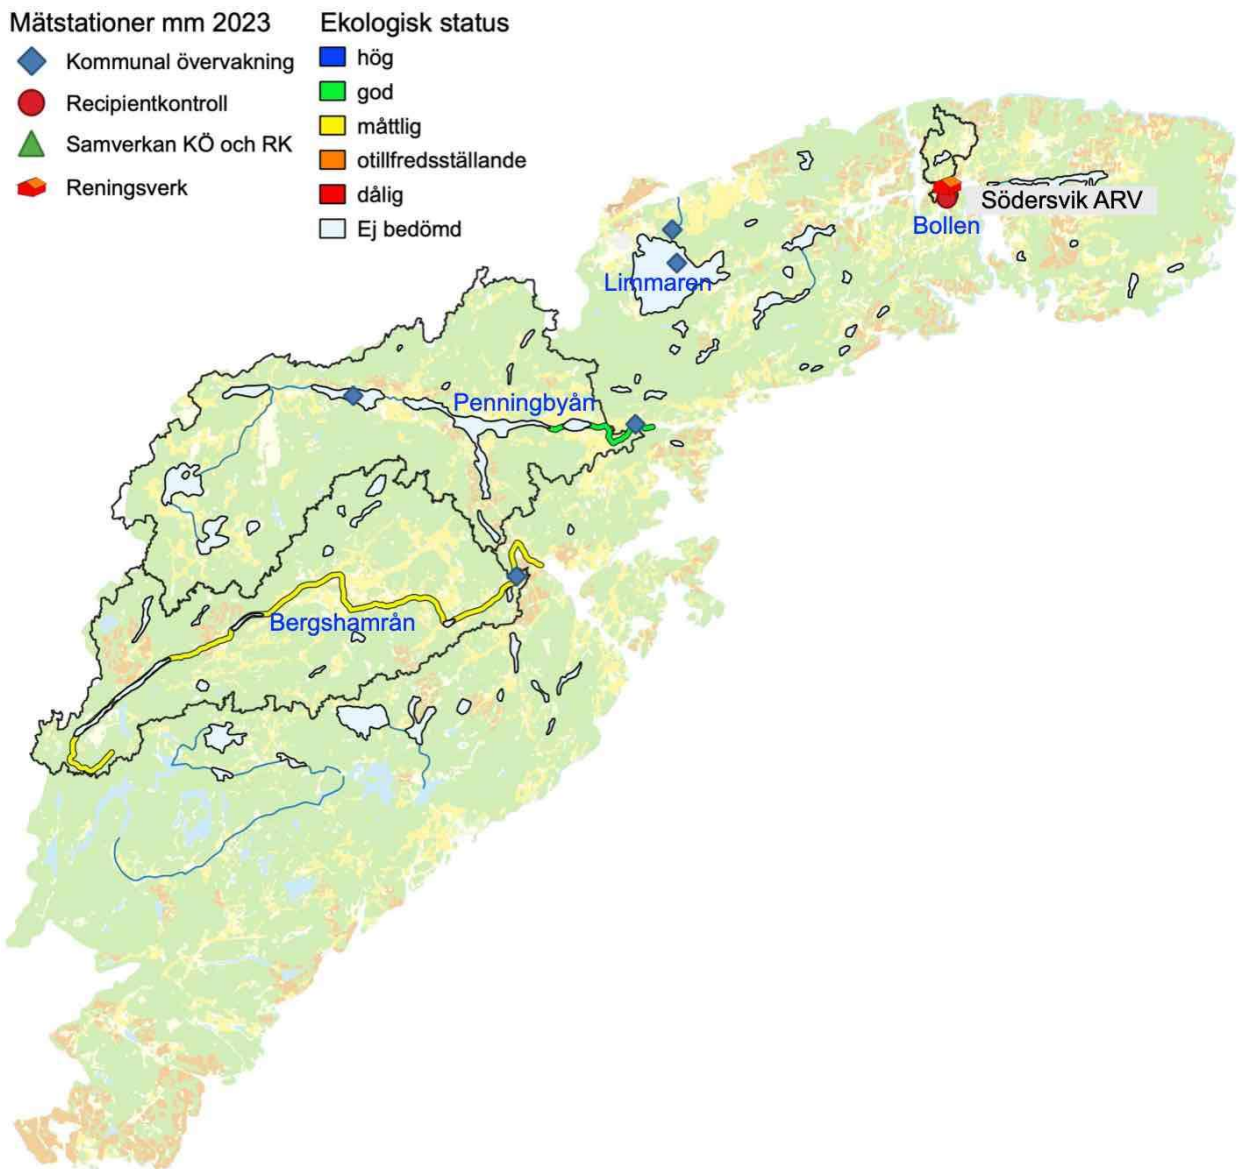 Mätstationer mm 2023
Kommunal övervakning
Recipientkontroll
Samverkan KÖ och RK
Reningsverk
Ekologisk status
hög
god
måttlig
otillfredsställande
dålig
Ej bedömd
Södersvik ARV
Bollen
Limmaren
Penningbyån
Bergshamrån